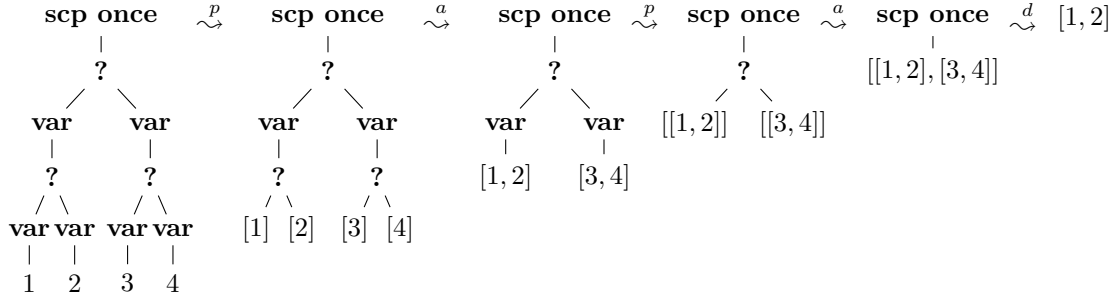 scp once ⇝ᵖ scp once ⇝ᵃ scp once ⇝ᵖ scp once ⇝ᵃ scp once ⇝ᵈ [1, 2]
? ? ? ? [[1, 2], [3, 4]]
var var var var var var [[1, 2]] [[3, 4]]
? ? ? ? [1, 2] [3, 4]
var var var var [1] [2] [3] [4]
1 2 3 4